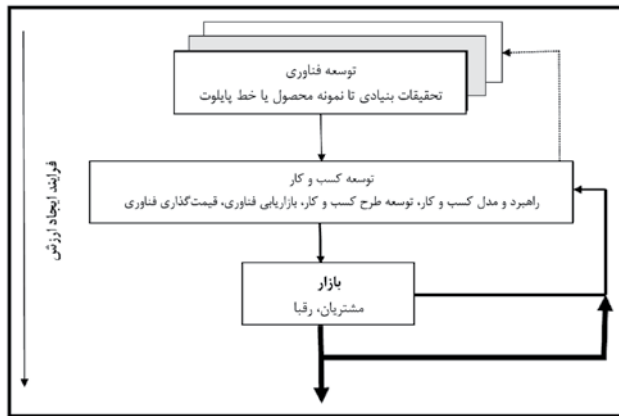 توسعه فناوری
تحقیقات بنیادی تا نمونه محصول یا خط پایلوت
توسعه کسب و کار
راهبرد و مدل کسب و کار، توسعه طرح کسب و کار، بازاریابی فناوری، قیمت‌گذاری فناوری
بازار
مشتریان، رقبا
فرایند ایجاد ارزش